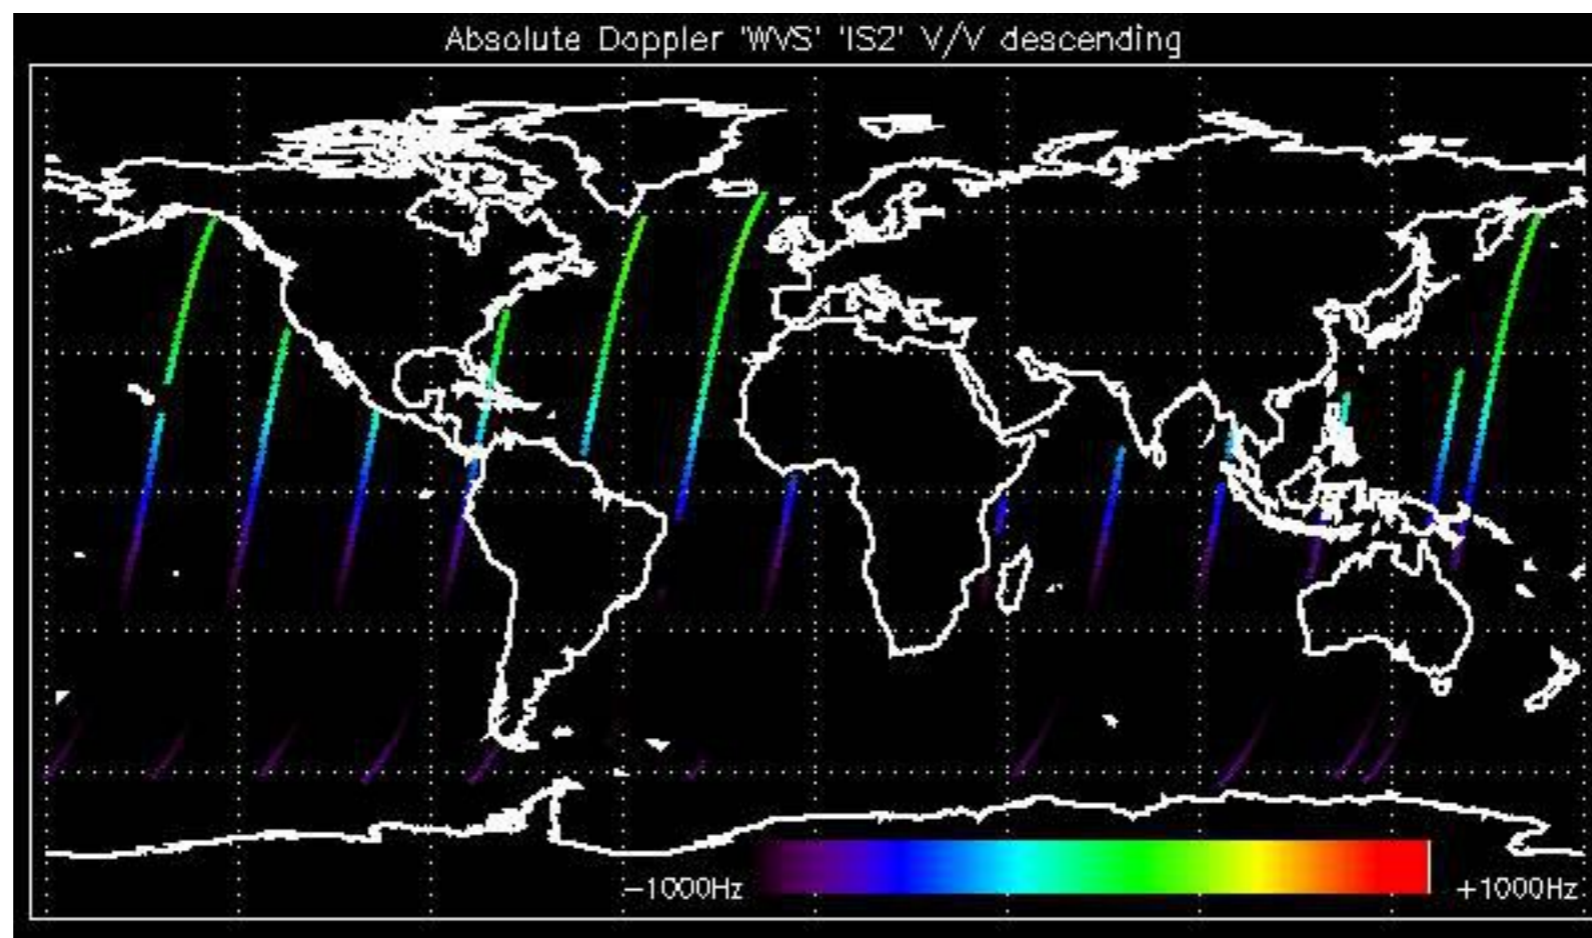 Absolute Doppler 'WVS' 'IS2' V/V descending
-1000Hz +1000Hz